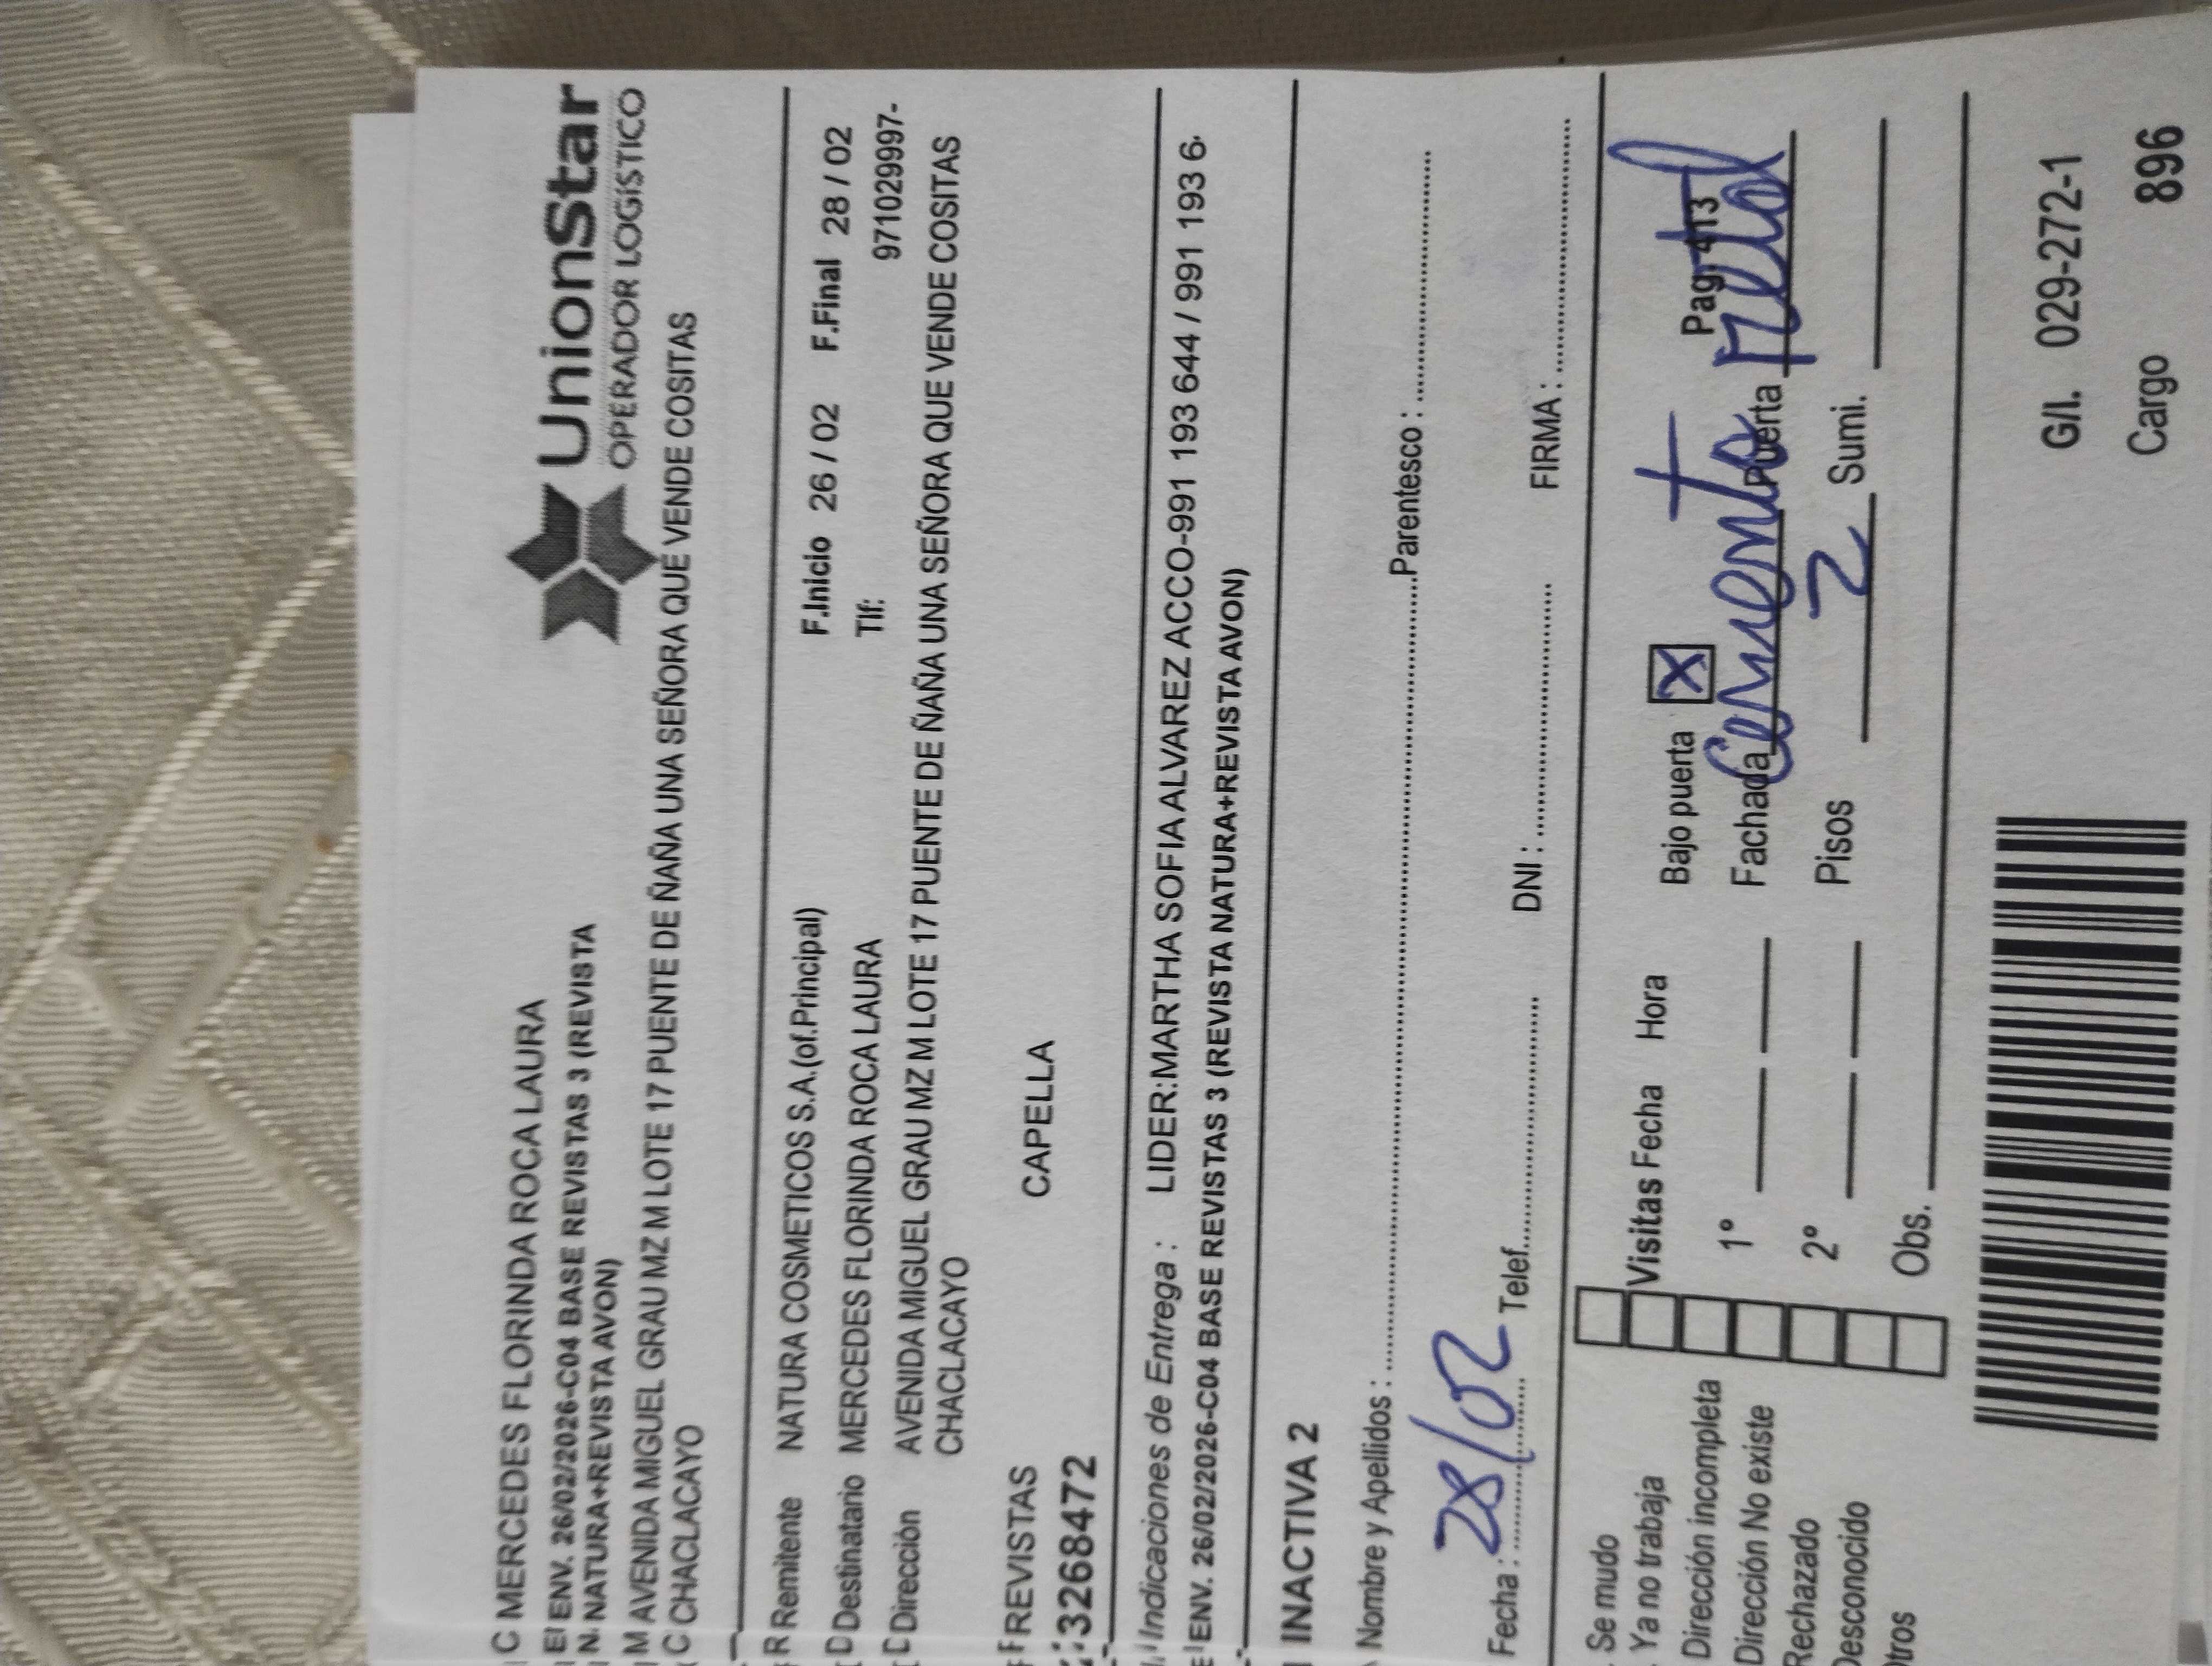 UnionStar
OPERADOR LOGÍSTICO
MERCEDES FLORINDA ROCA LAURA
ENV. 26/02/2026-C04 BASE REVISTAS 3 (REVISTA
NATURA+REVISTA AVON)
AVENIDA MIGUEL GRAU MZ M LOTE 17 PUENTE DE ÑAÑA UNA SEÑORA QUE VENDE COSITAS
CHACLACAYO
Remitente NATURA COSMETICOS S.A.(of.Principal) F.Inicio 26 / 02 F.Final 28 / 02
Destinatario MERCEDES FLORINDA ROCA LAURA Tlf: 971029997-
Dirección AVENIDA MIGUEL GRAU MZ M LOTE 17 PUENTE DE ÑAÑA UNA SEÑORA QUE VENDE COSITAS
CHACLACAYO
REVISTAS CAPELLA
3268472
Indicaciones de Entrega : LIDER:MARTHA SOFIA ALVAREZ ACCO-991 193 644 / 991 193 6
ENV. 26/02/2026-C04 BASE REVISTAS 3 (REVISTA NATURA+REVISTA AVON)
INACTIVA 2
Nombre y Apellidos : Parentesco :
Fecha : 28/02 Telef. DNI : FIRMA :
Se mudo
Ya no trabaja Visitas Fecha Hora Bajo puerta X Pag. 413
Dirección incompleta 1° Fachada Cemento Puerta Metal
Dirección No existe
Rechazado 2° Pisos 2 Sumi.
Desconocido
Otros Obs.
G/I. 029-272-1
Cargo 896